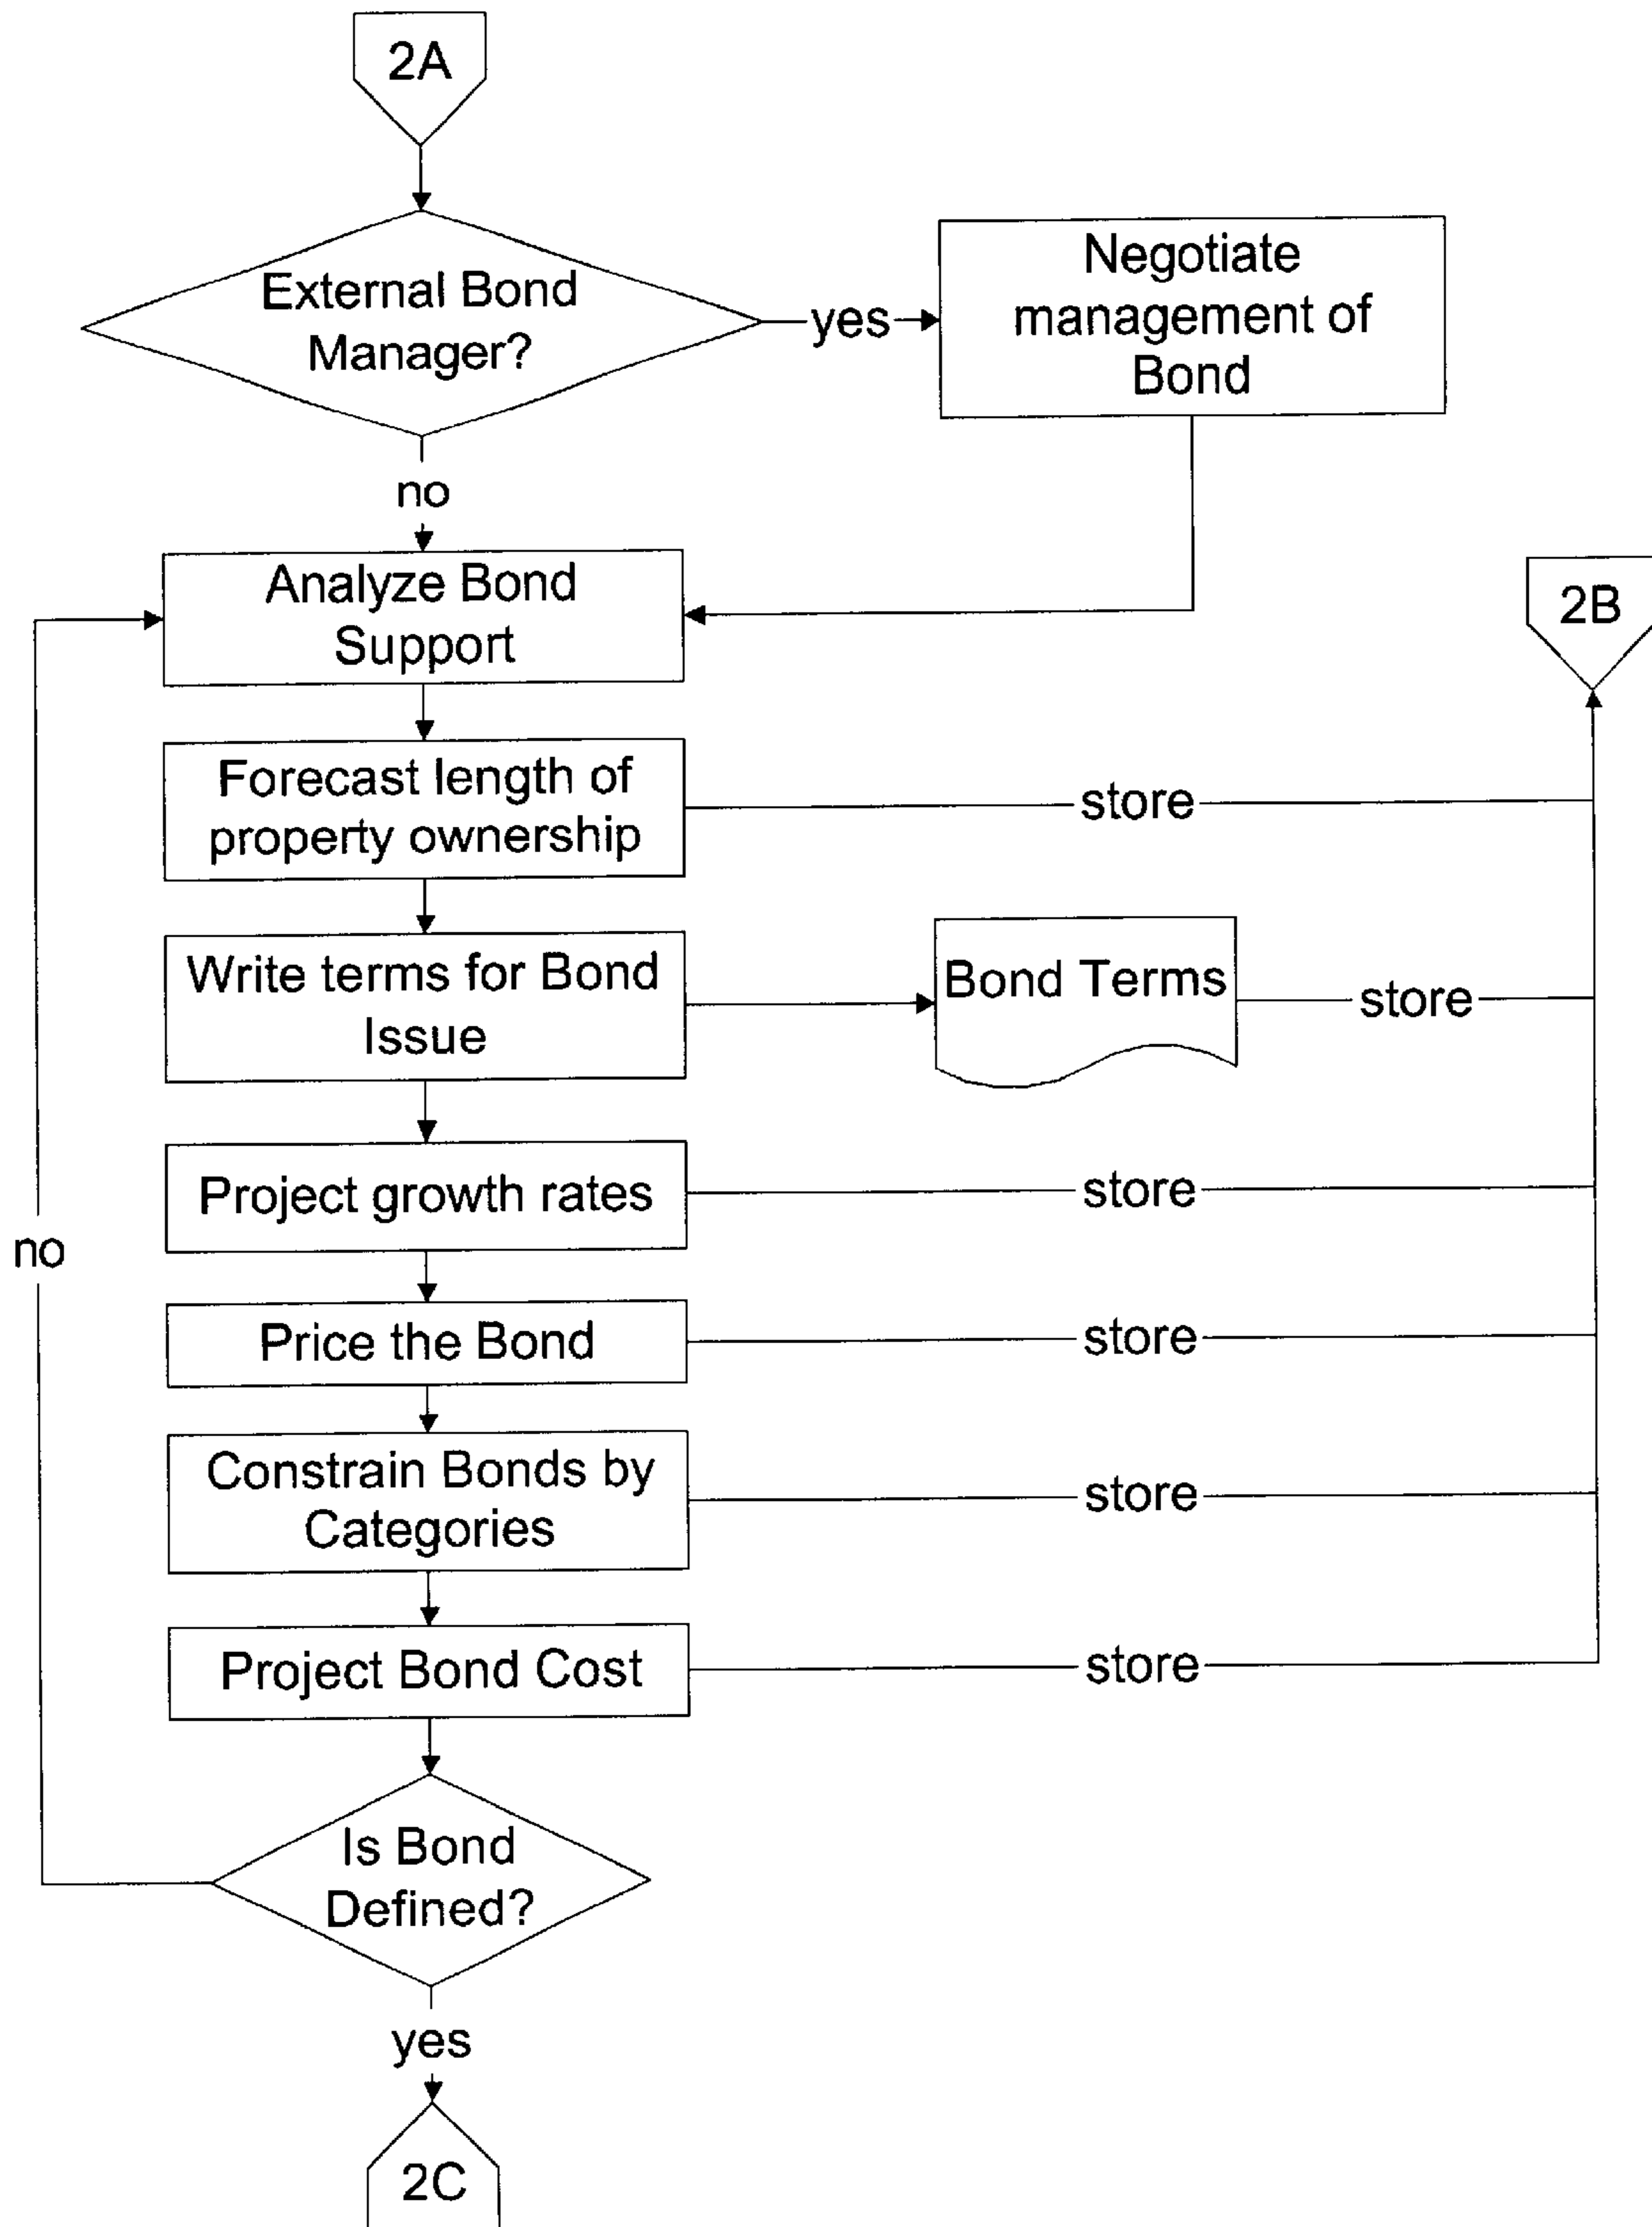 2A
External Bond
Manager?
yes
Negotiate
management of
Bond
no
Analyze Bond
Support
2B
Forecast length of
property ownership
store
Write terms for Bond
Issue
Bond Terms
store
Project growth rates
store
no
Price the Bond
store
Constrain Bonds by
Categories
store
Project Bond Cost
store
Is Bond
Defined?
yes
2C